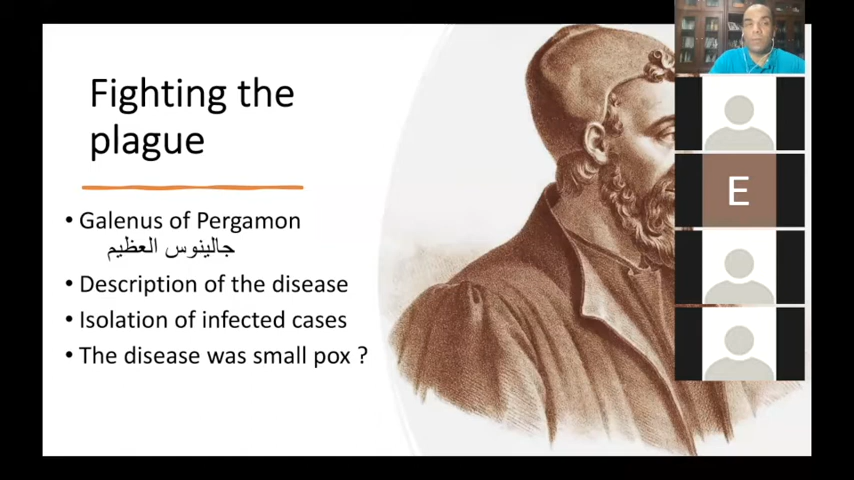 Fighting the
plague
• Galenus of Pergamon
جالينوس العظيم
• Description of the disease
• Isolation of infected cases
• The disease was small pox ?
E